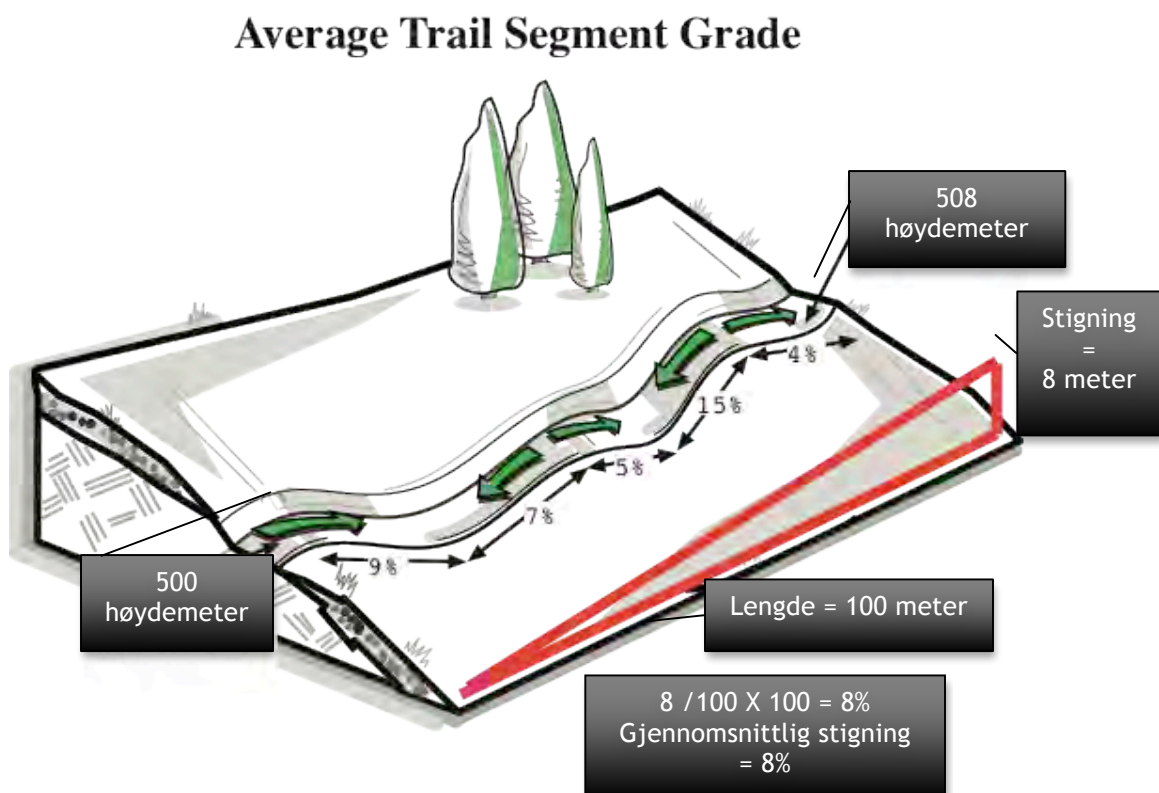 Average Trail Segment Grade
508
høydemeter
Stigning
=
8 meter
4%
15%
5%
7%
9%
500
høydemeter
Lengde = 100 meter
8 /100 X 100 = 8%
Gjennomsnittlig stigning
= 8%